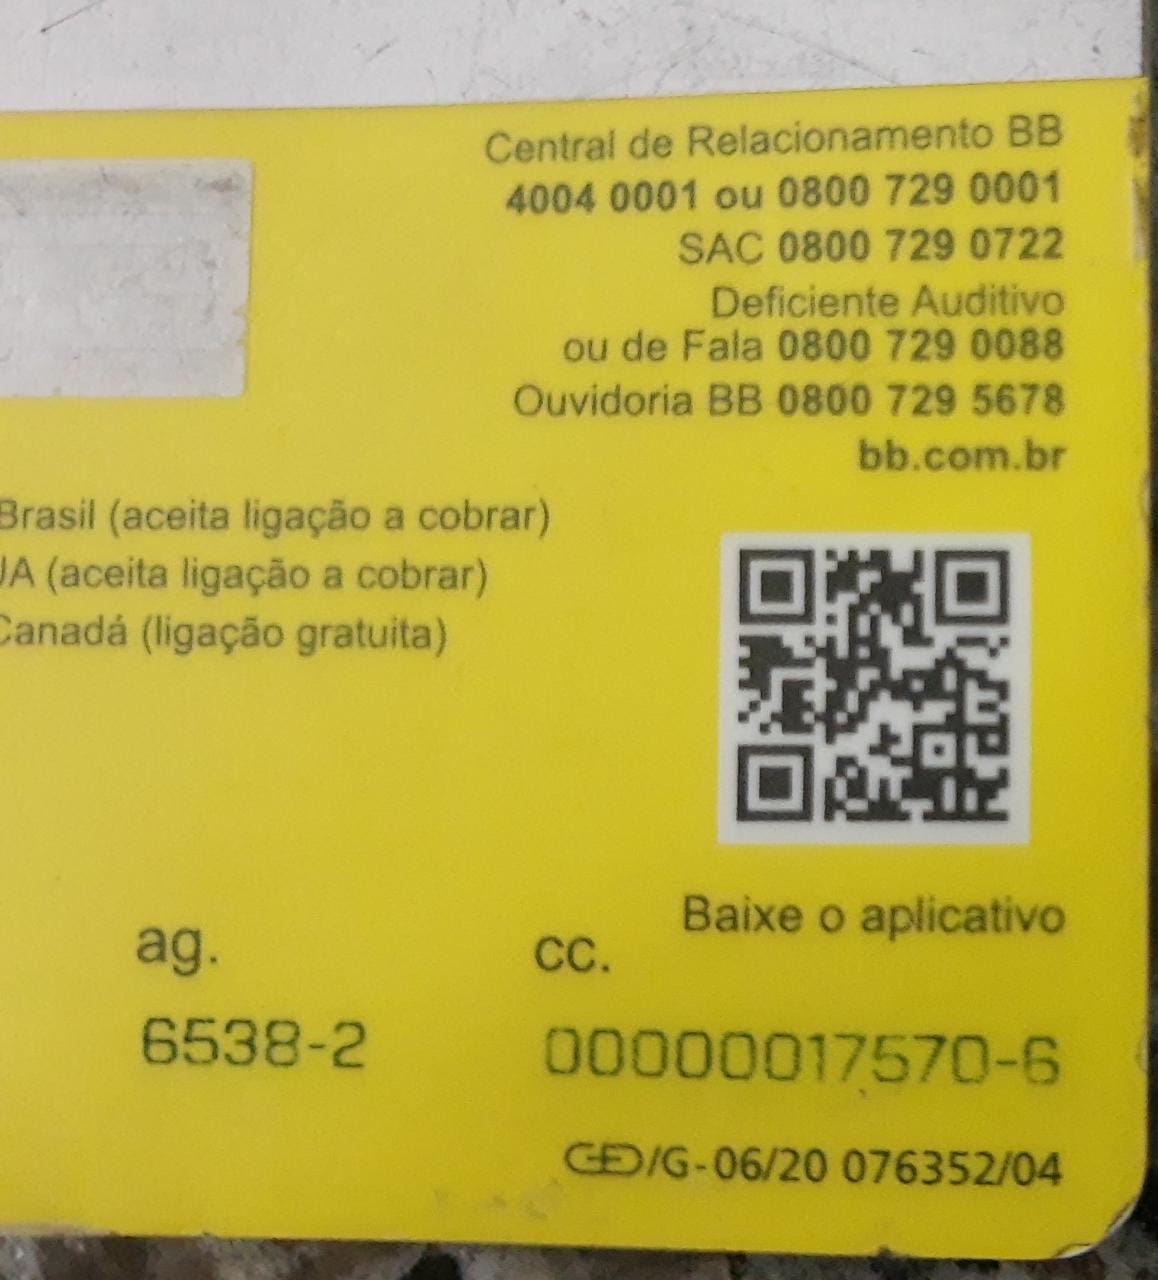 Central de Relacionamento BB
4004 0001 ou 0800 729 0001
SAC 0800 729 0722
Deficiente Auditivo
ou de Fala 0800 729 0088
Ouvidoria BB 0800 729 5678
bb.com.br
Brasil (aceita ligação a cobrar)
UA (aceita ligação a cobrar)
Canadá (ligação gratuita)
Baixe o aplicativo
ag. cc.
6538-2 00000017570-6
G+D/G-06/20 076352/04